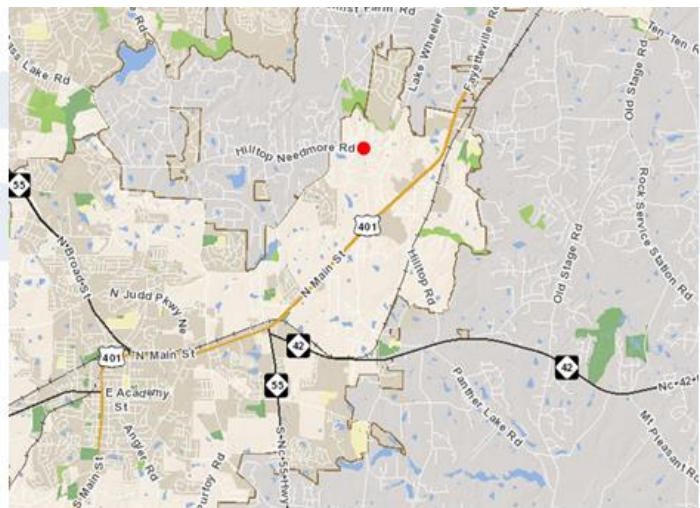 Lake Wheeler
Fayetteville Rd
Ten-Ten Rd
Old Stage Rd
Lake Rd
Hilltop Needmore Rd
55
Rock Service Station Rd
401
N Main St
N Broad St
Hilltop Rd
Old Stage Rd
N Judd Pkwy Ne
42
401
N Main St
42
Nc-42-
55
E Academy
St
Panther Lake Rd
Mt Pleasant Rd
Angier Rd
S Main St
S Nc-55 Hwy
Rd